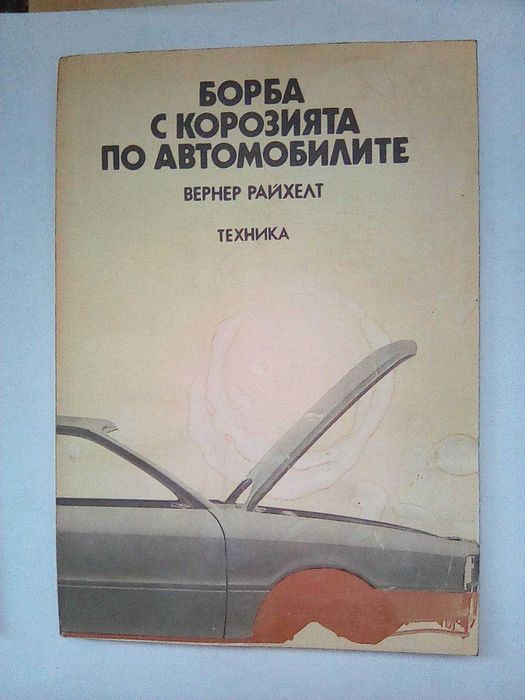 БОРБА
С КОРОЗИЯТА
ПО АВТОМОБИЛИТЕ
ВЕРНЕР РАЙХЕЛТ
ТЕХНИКА